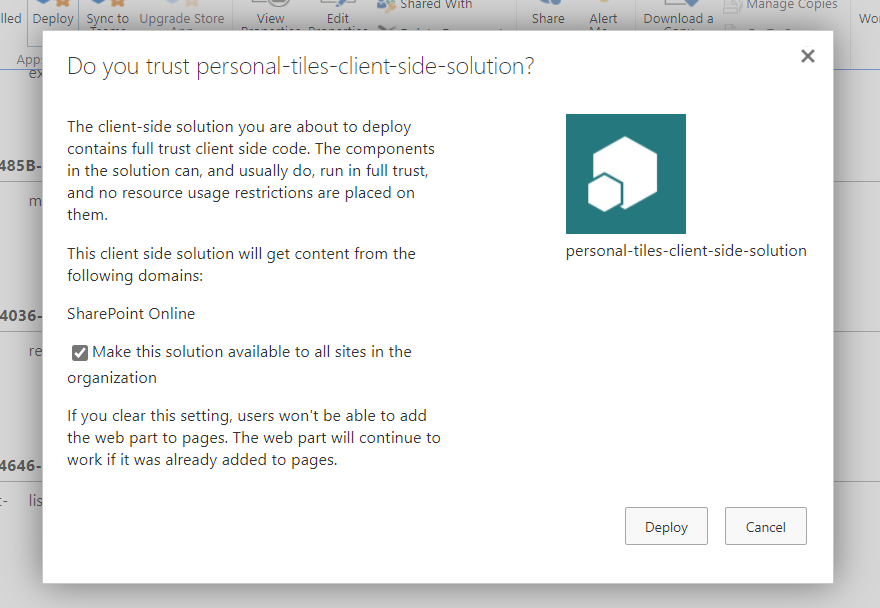 lled
Deploy
Sync to
Upgrade Store
View
Edit
Shared With
Share
Alert
Download a
Manage Copies
Wo
App
ex
485B-
m
4036-
re
4646-
t-
lis
Do you trust personal-tiles-client-side-solution?
The client-side solution you are about to deploy
contains full trust client side code. The components
in the solution can, and usually do, run in full trust,
and no resource usage restrictions are placed on
them.
This client side solution will get content from the
following domains:
SharePoint Online
Make this solution available to all sites in the
organization
If you clear this setting, users won't be able to add
the web part to pages. The web part will continue to
work if it was already added to pages.
personal-tiles-client-side-solution
Deploy
Cancel